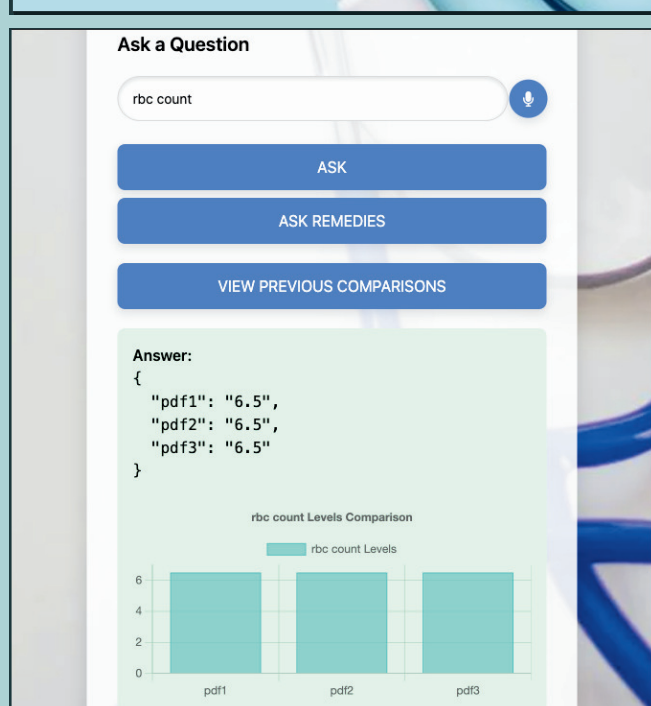 Ask a Question
rbc count
ASK
ASK REMEDIES
VIEW PREVIOUS COMPARISONS
Answer:
{
  "pdf1": "6.5",
  "pdf2": "6.5",
  "pdf3": "6.5"
}
rbc count Levels Comparison
rbc count Levels
6
4
2
0
pdf1 pdf2 pdf3